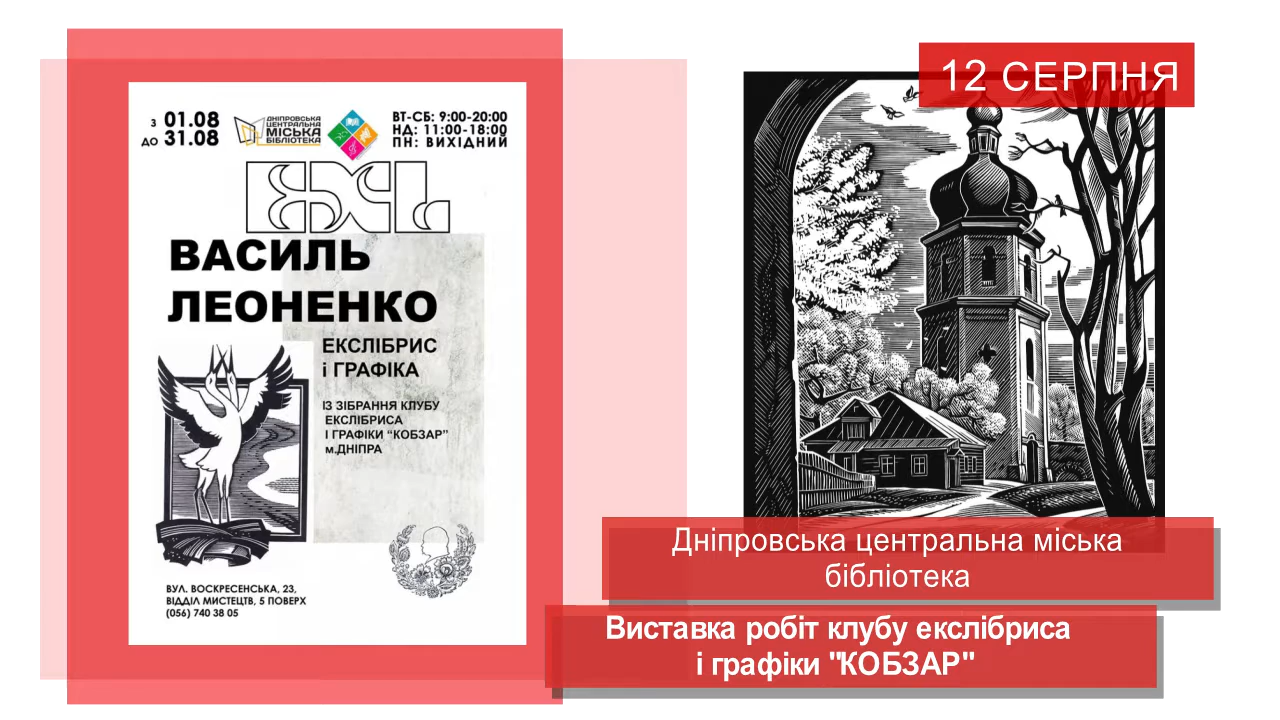 З 01.08
ДО 31.08
ДНІПРОВСЬКА
ЦЕНТРАЛЬНА
МІСЬКА
БІБЛІОТЕКА
ВТ-СБ: 9:00-20:00
НД: 11:00-18:00
ПН: ВИХІДНИЙ
EXL
ВАСИЛЬ
ЛЕОНЕНКО
ЕКСЛІБРИС
і ГРАФІКА
ІЗ ЗІБРАННЯ КЛУБУ
ЕКСЛІБРИСА
І ГРАФІКИ “КОБЗАР”
м.ДНІПРА
ВУЛ. ВОСКРЕСЕНСЬКА, 23,
ВІДДІЛ МИСТЕЦТВ, 5 ПОВЕРХ
(056) 740 38 05
12 СЕРПНЯ
Дніпровська центральна міська
бібліотека
Виставка робіт клубу екслібриса
і графіки "КОБЗАР"